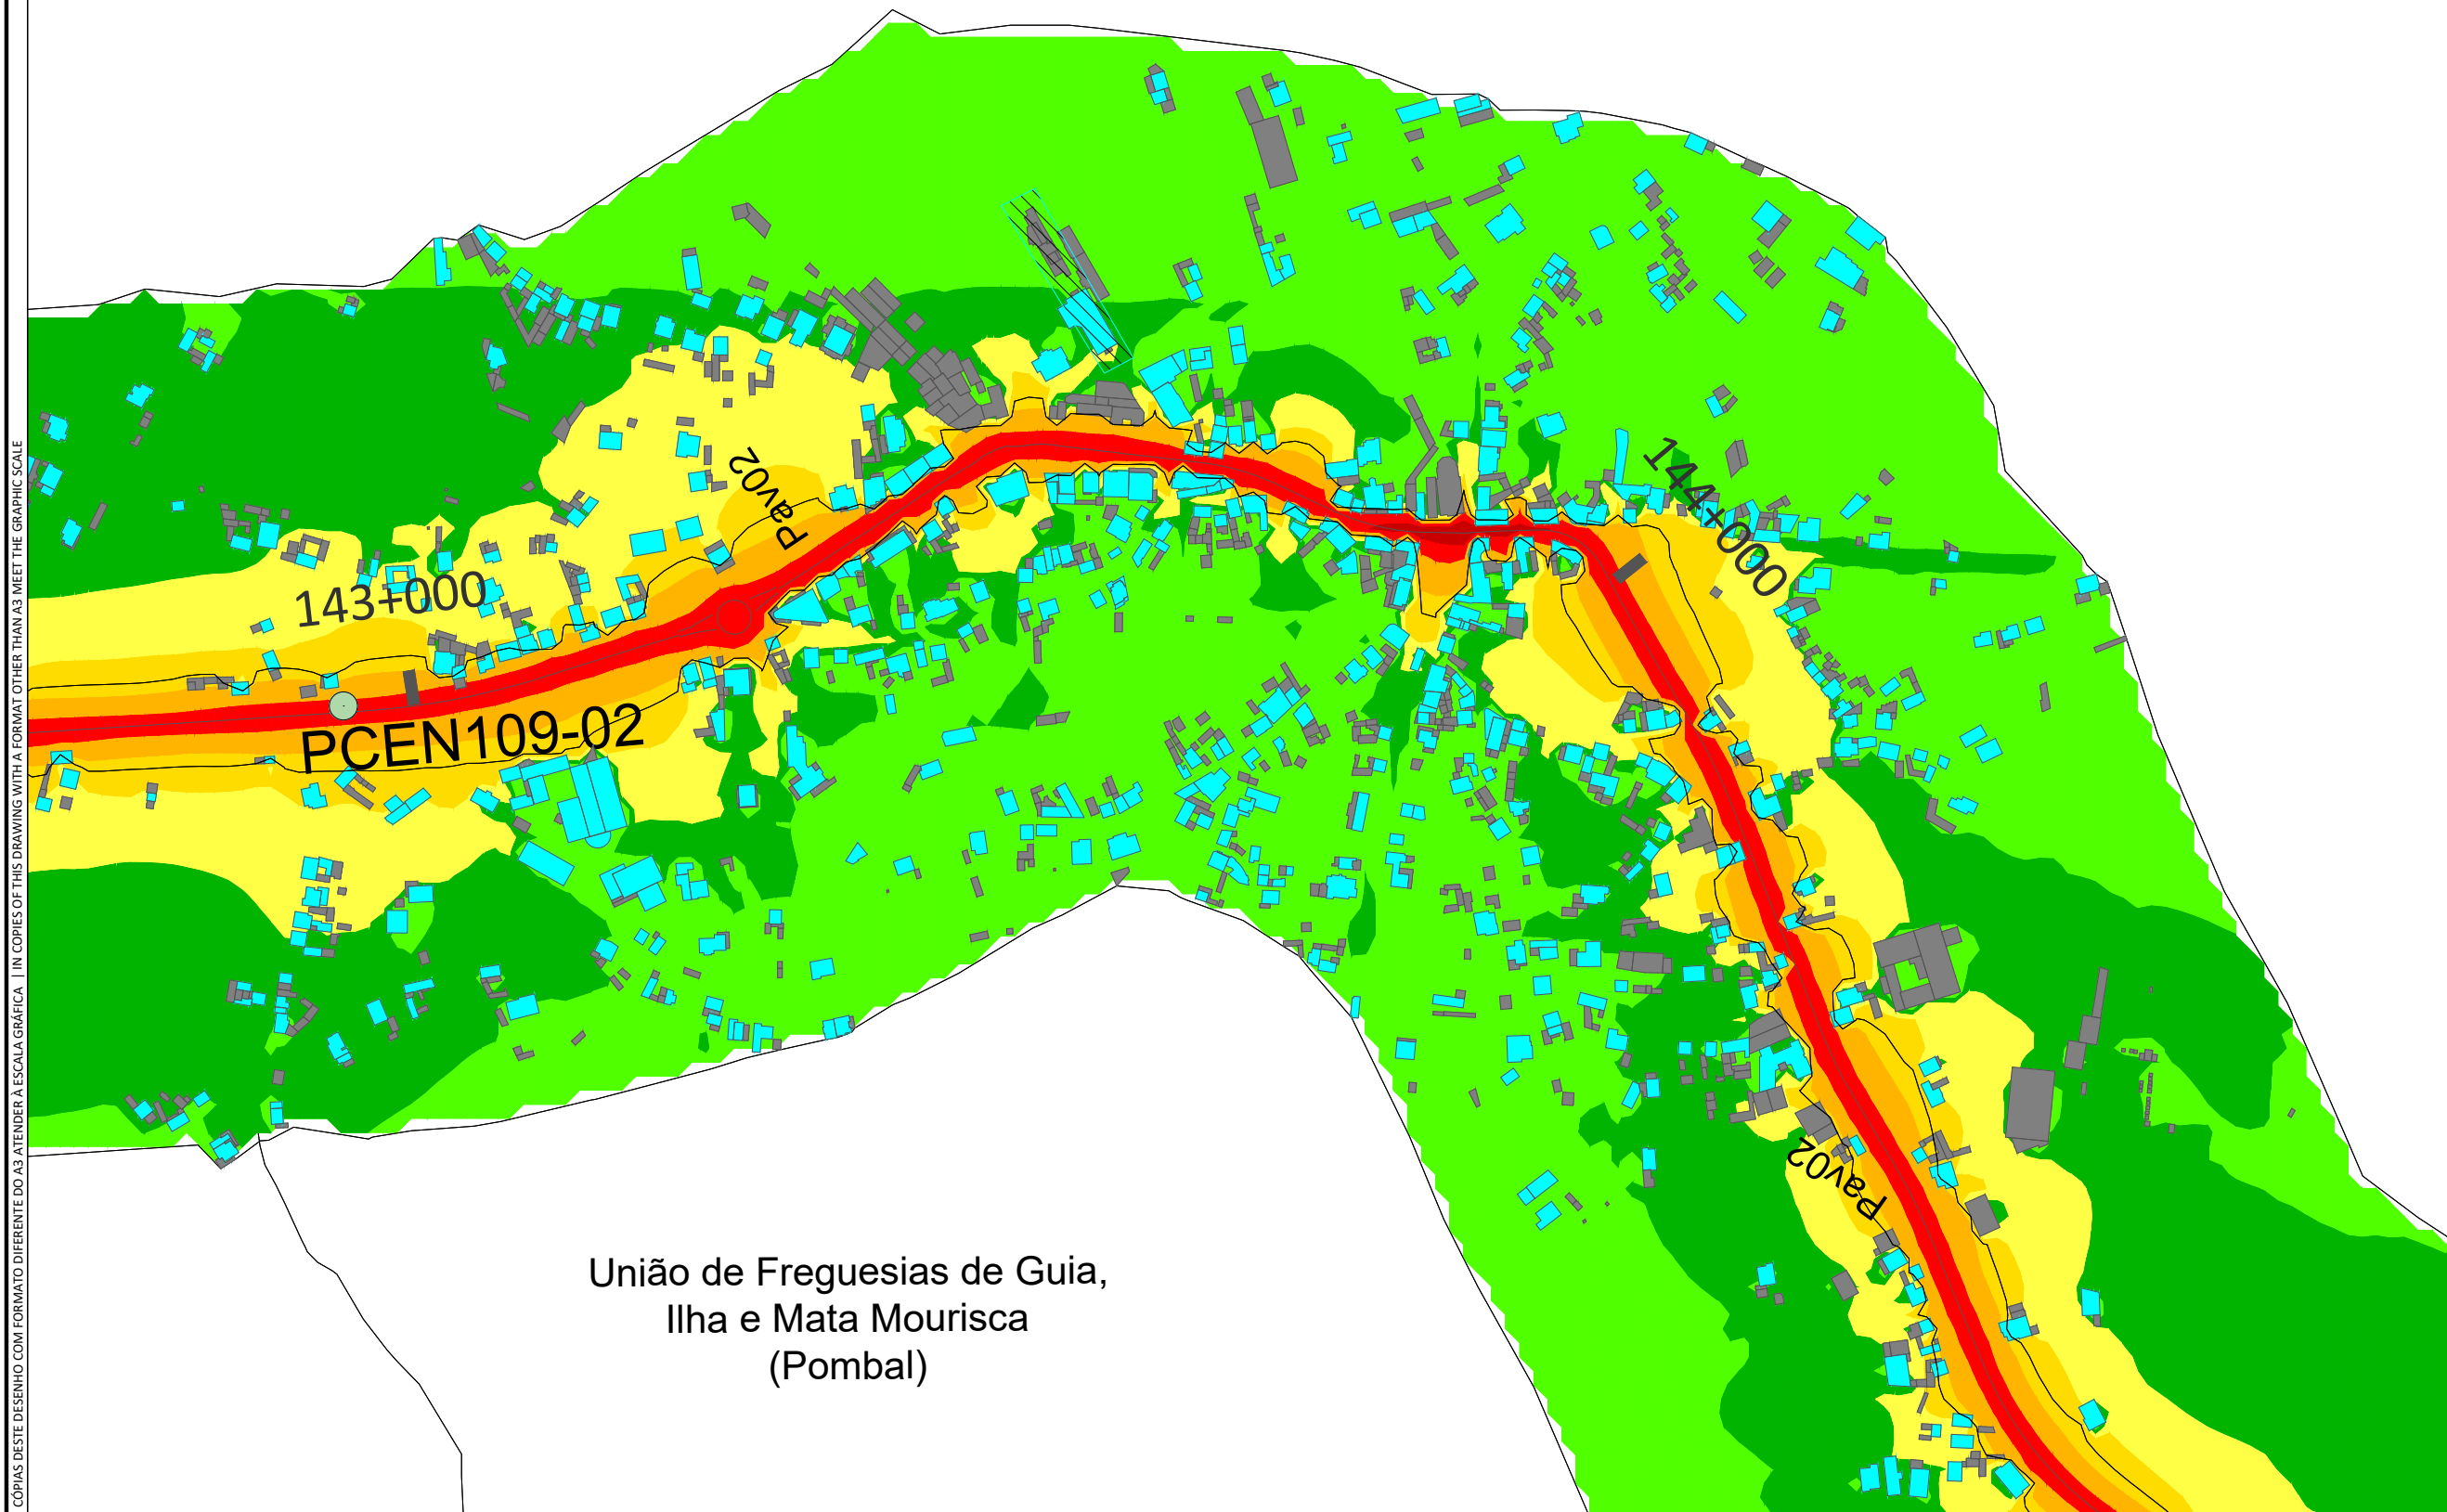 CÓPIAS DESTE DESENHO COM FORMATO DIFERENTE DO A3 ATENDER À ESCALA GRÁFICA | IN COPIES OF THIS DRAWING WITH A FORMAT OTHER THAN A3 MEET THE GRAPHIC SCALE
Pav02
144+000
143+000
PCEN109-02
Pav02
União de Freguesias de Guia,
Ilha e Mata Mourisca
(Pombal)